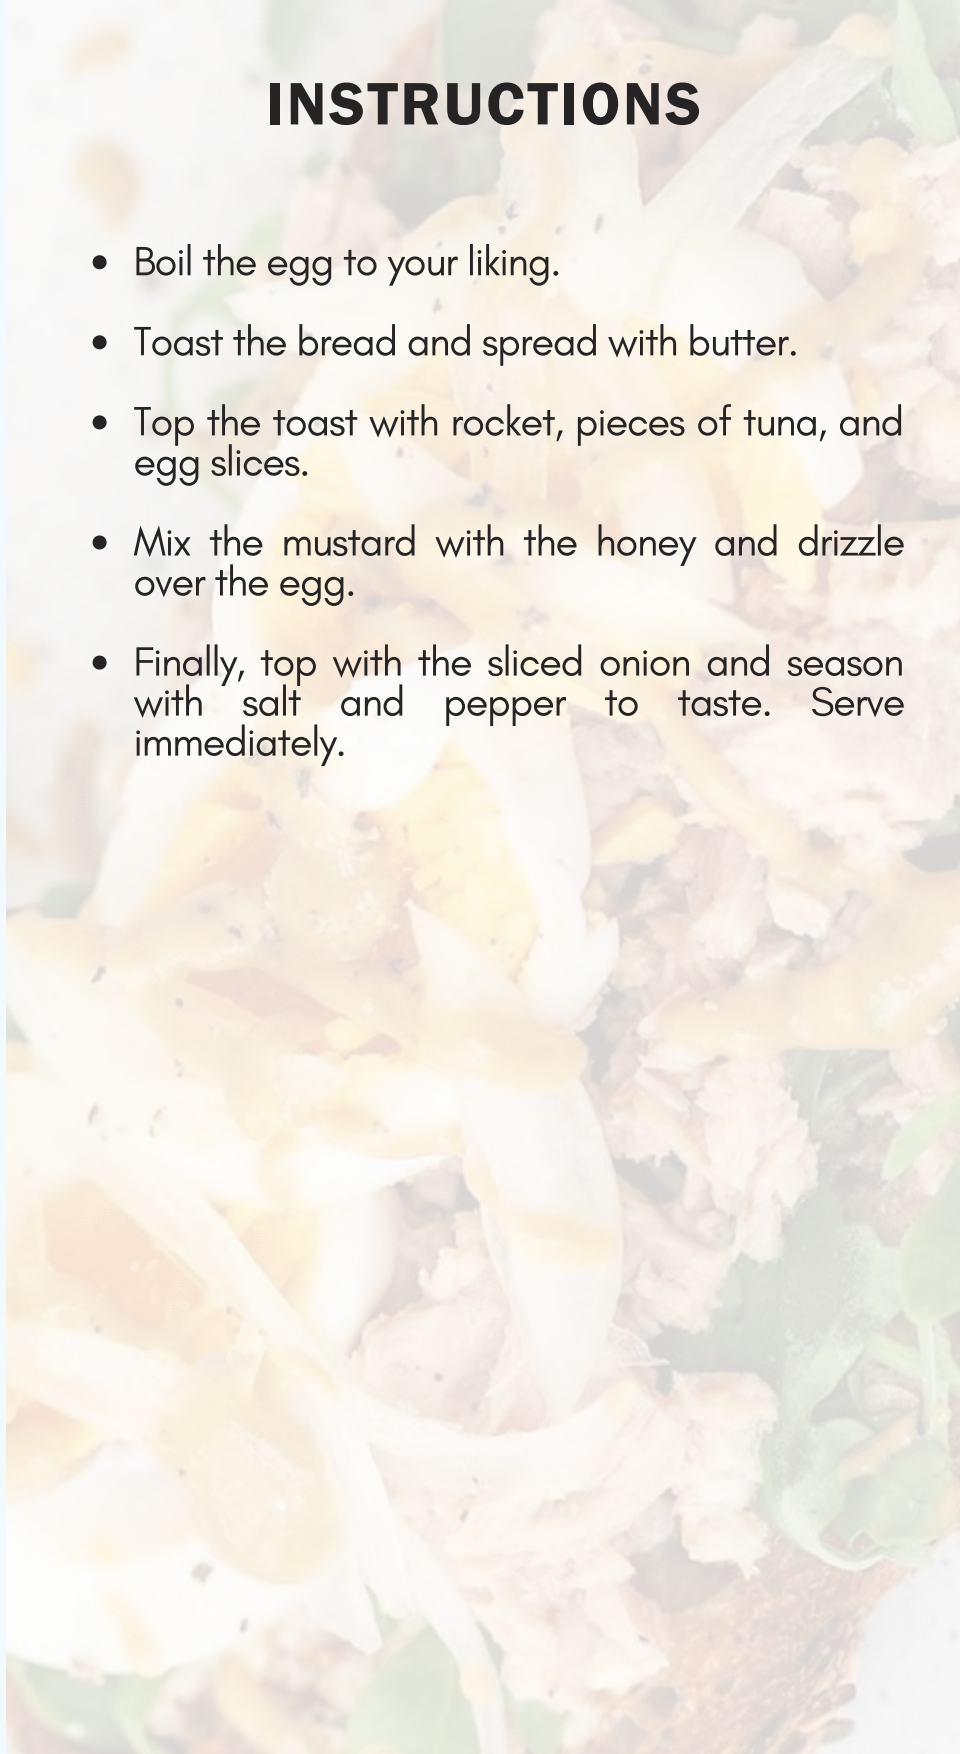 INSTRUCTIONS
• Boil the egg to your liking.
• Toast the bread and spread with butter.
• Top the toast with rocket, pieces of tuna, and
egg slices.
• Mix the mustard with the honey and drizzle
over the egg.
• Finally, top with the sliced onion and season
with salt and pepper to taste. Serve
immediately.